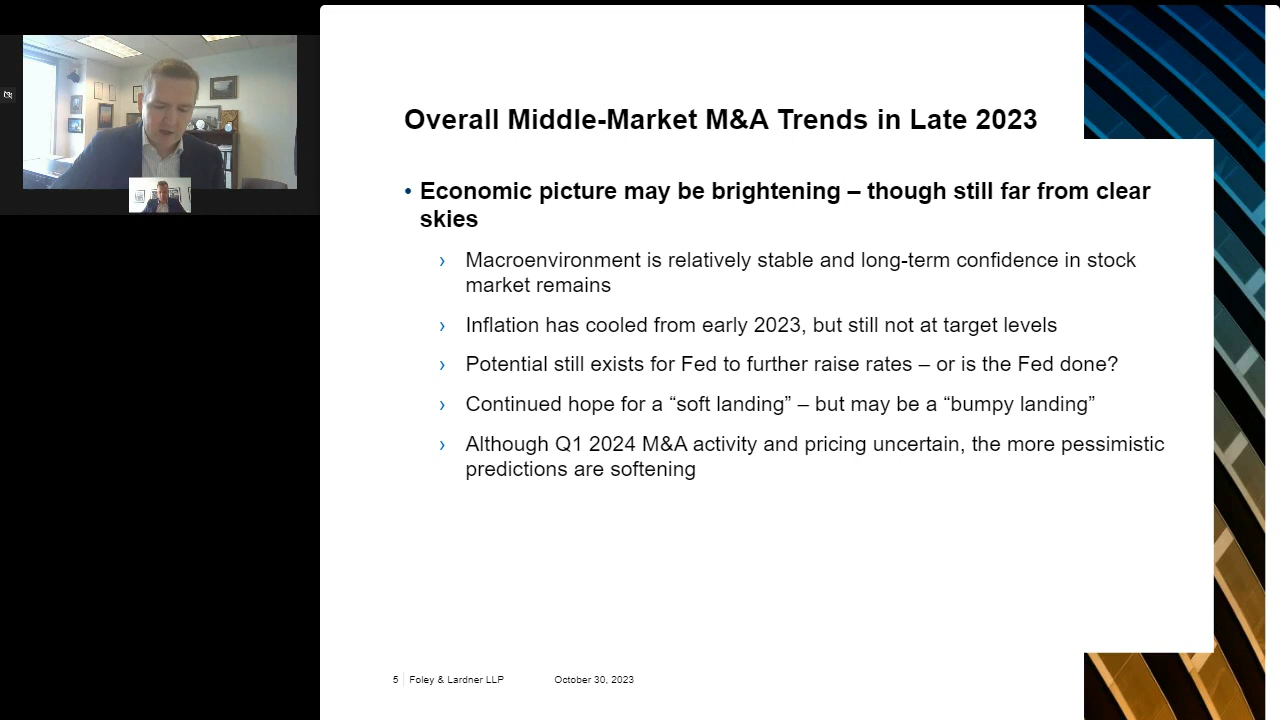 Overall Middle-Market M&A Trends in Late 2023
• Economic picture may be brightening – though still far from clear
skies
› Macroenvironment is relatively stable and long-term confidence in stock
market remains
› Inflation has cooled from early 2023, but still not at target levels
› Potential still exists for Fed to further raise rates – or is the Fed done?
› Continued hope for a “soft landing” – but may be a “bumpy landing”
› Although Q1 2024 M&A activity and pricing uncertain, the more pessimistic
predictions are softening
5 Foley & Lardner LLP October 30, 2023